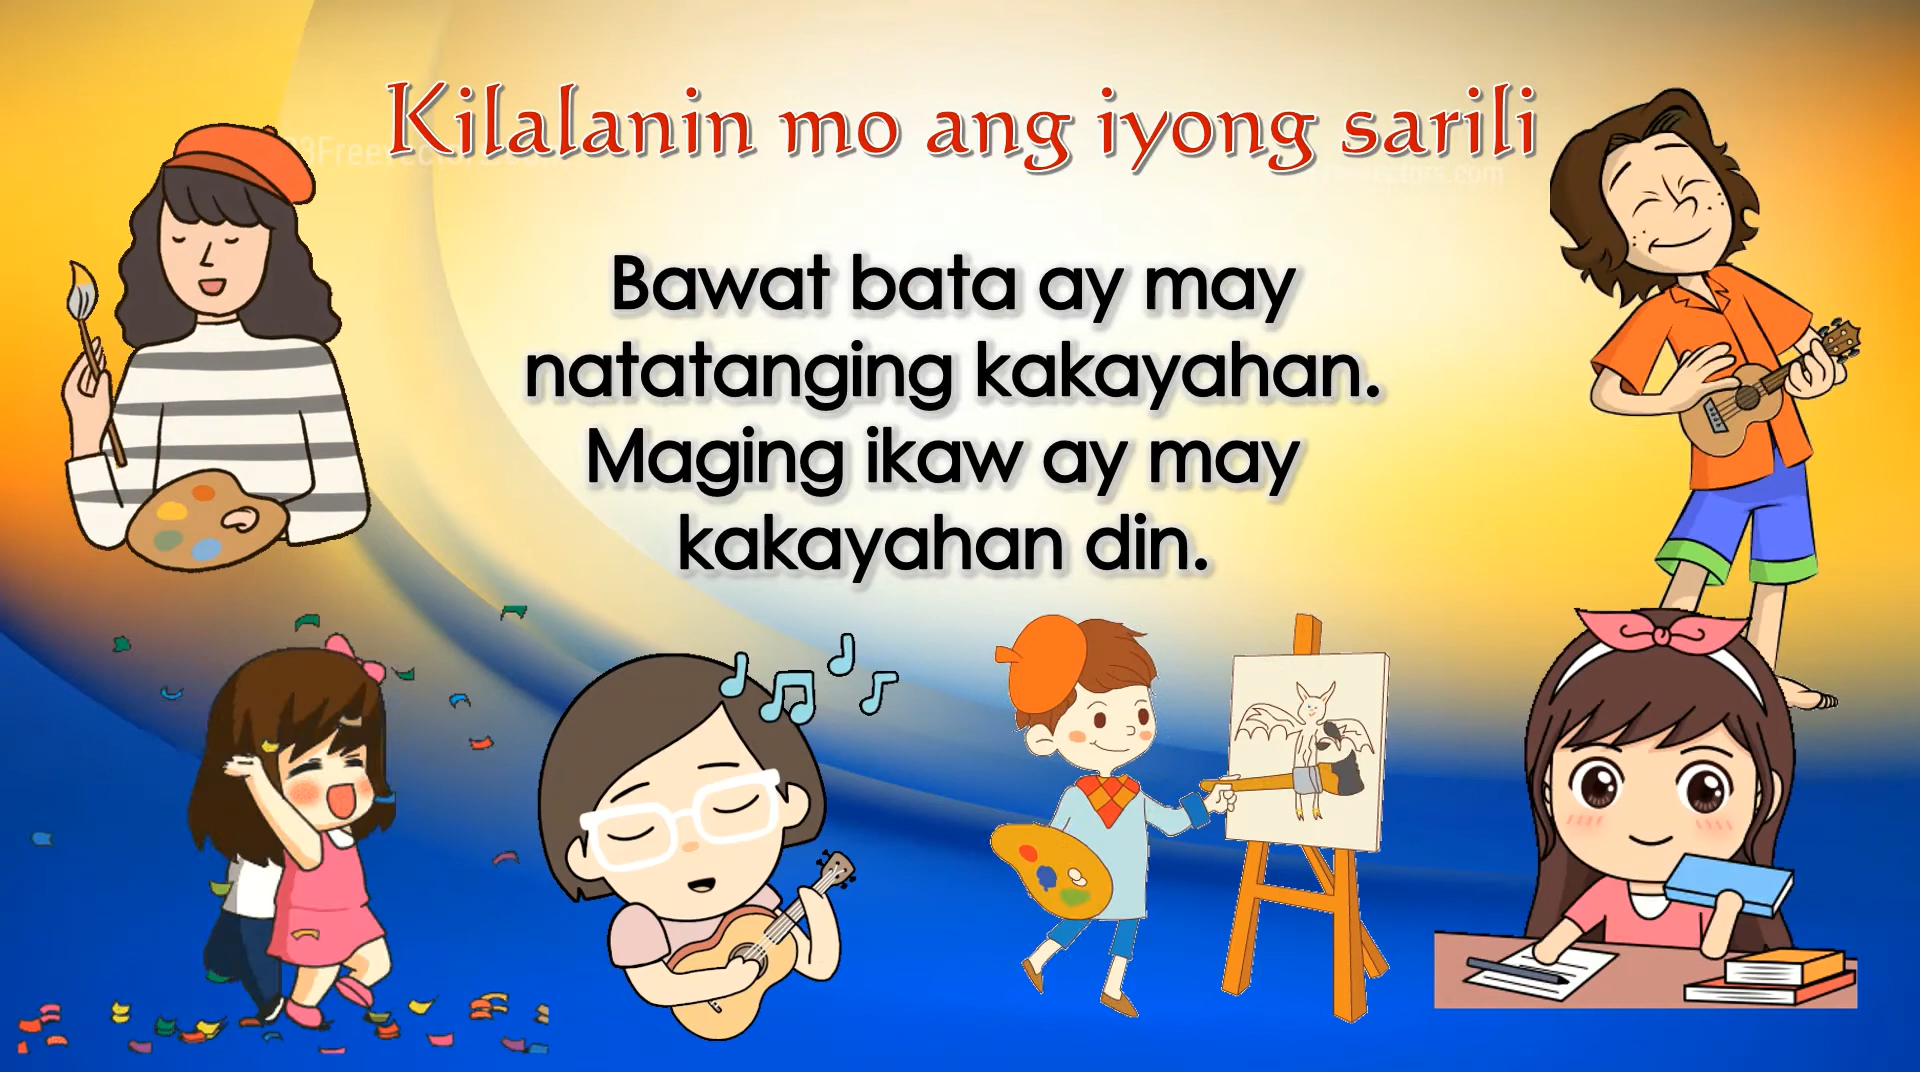 Kilalanin mo ang iyong sarili
Bawat bata ay may
natatanging kakayahan.
Maging ikaw ay may
kakayahan din.